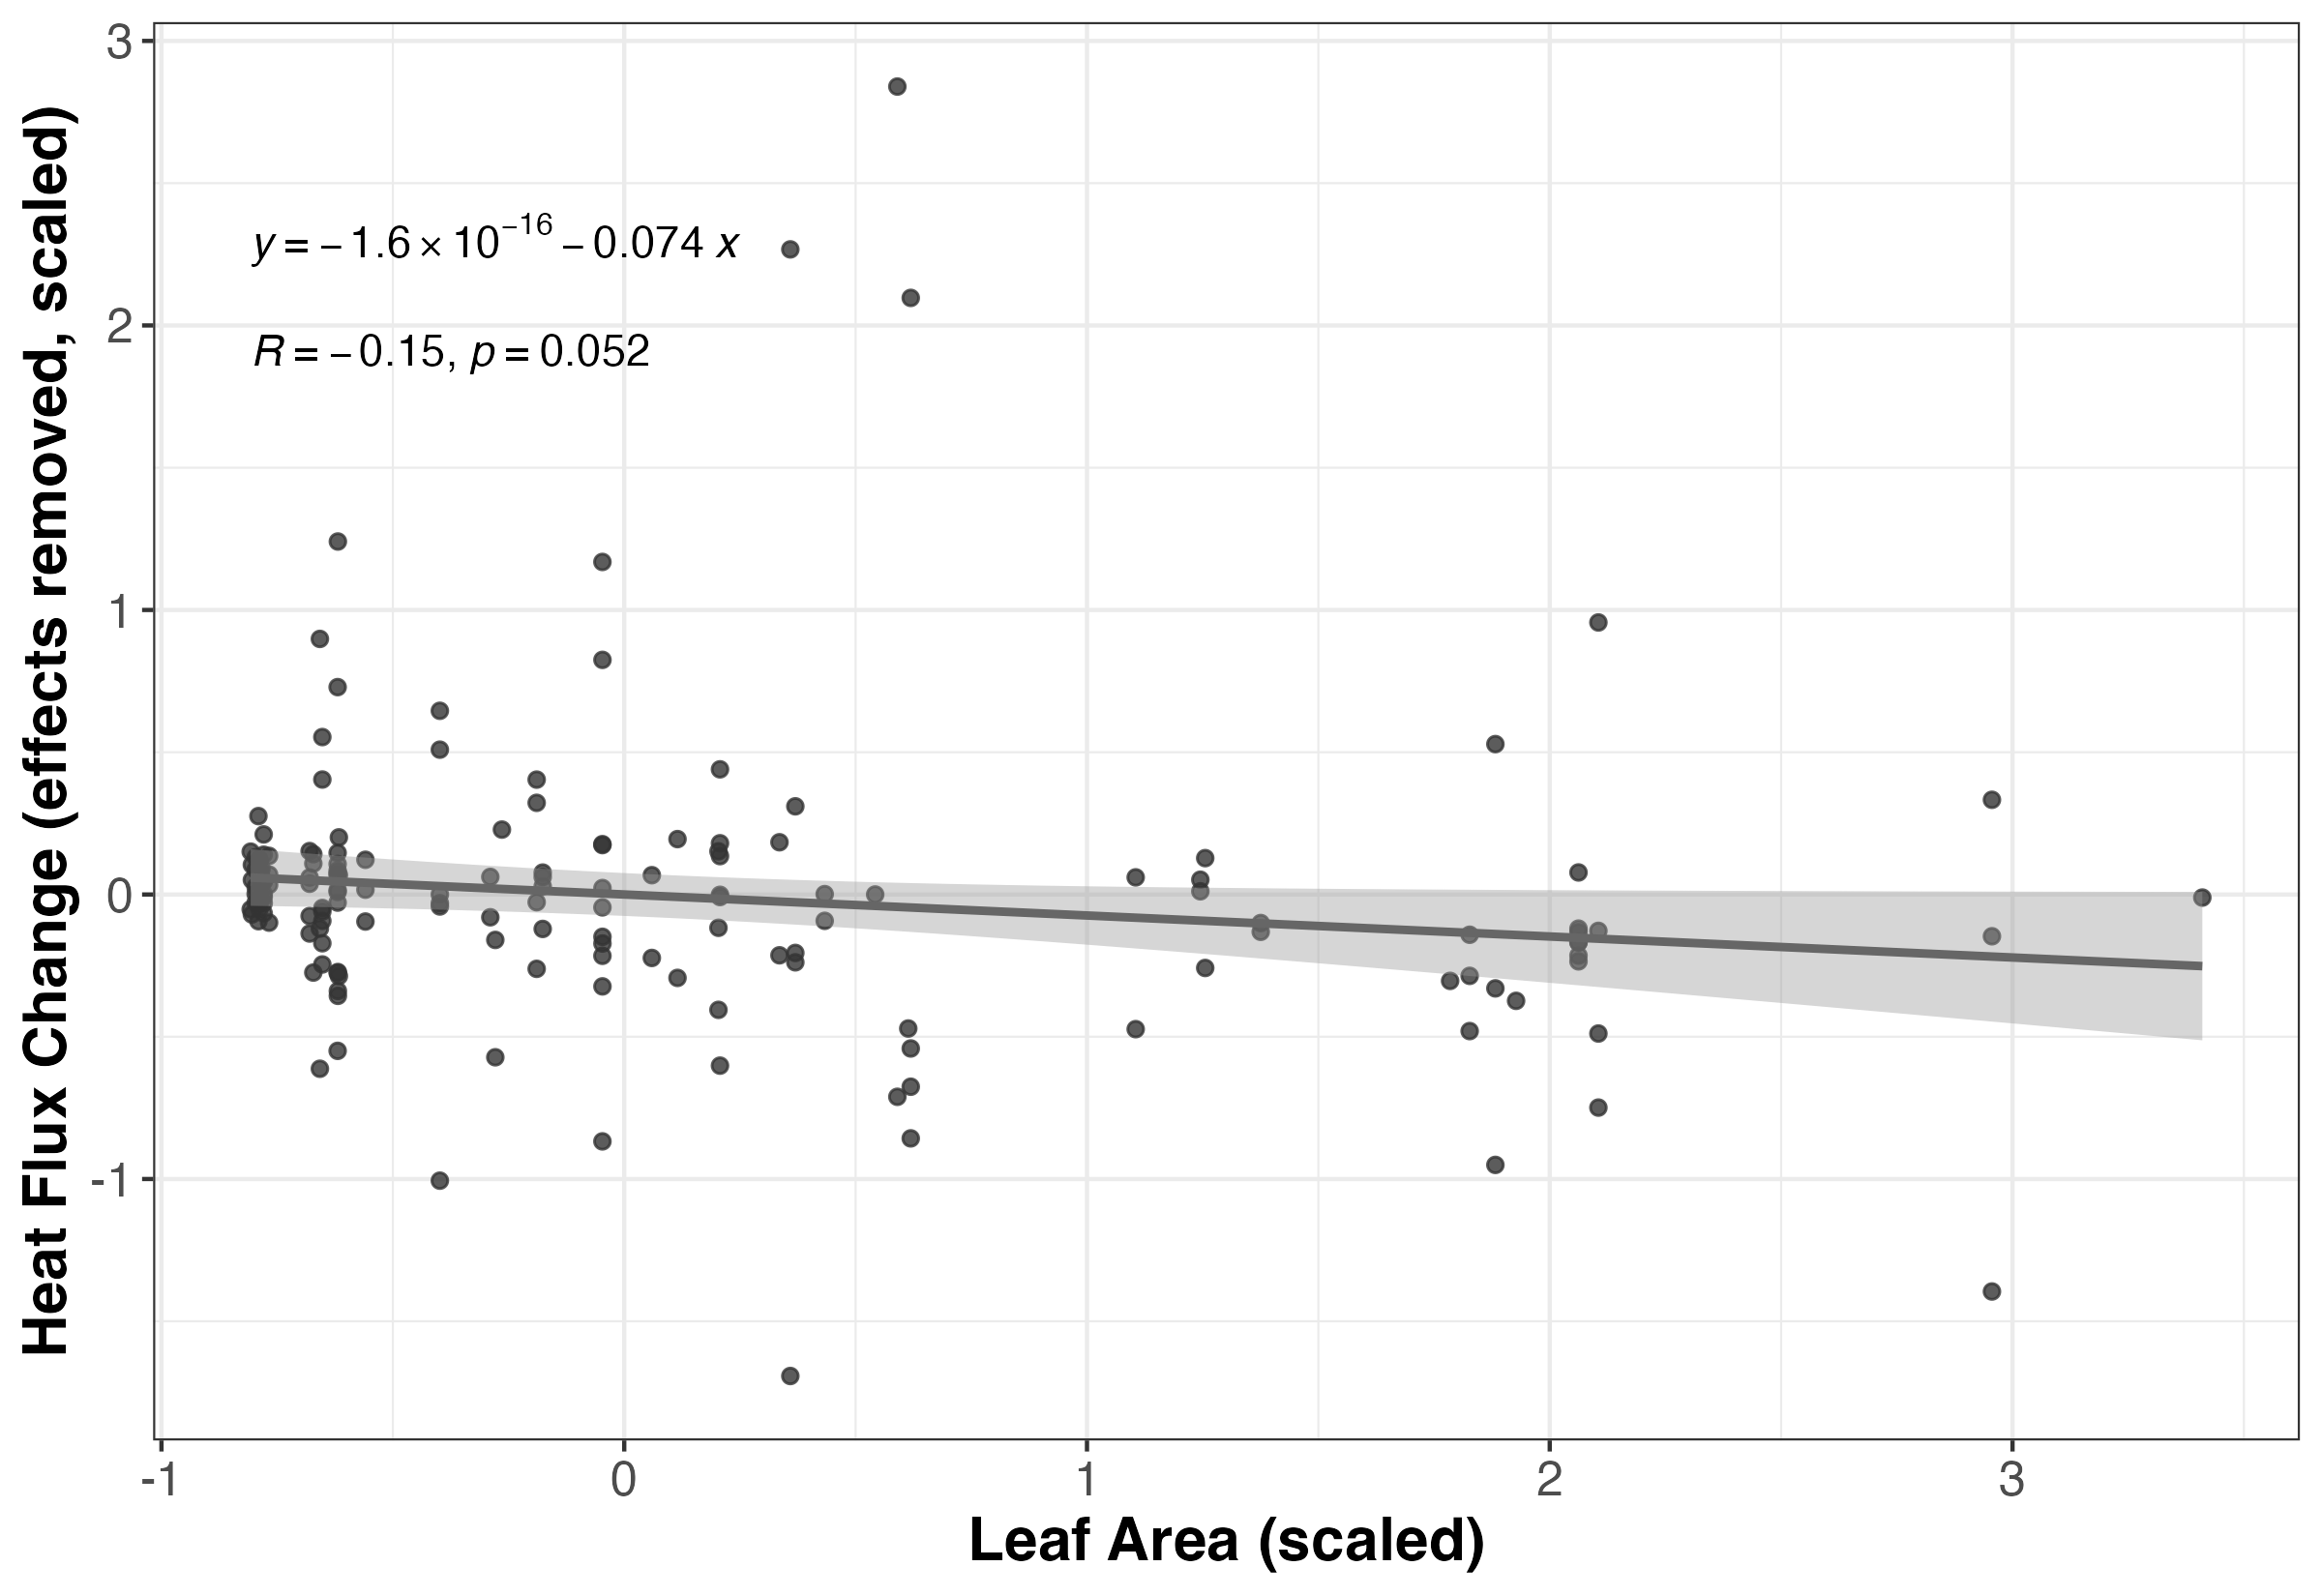 Heat Flux Change (effects removed, scaled)
3
2
1
0
-1
y = −1.6 × 10⁻¹⁶ − 0.074 x
R = −0.15, p = 0.052
-1 0 1 2 3
Leaf Area (scaled)